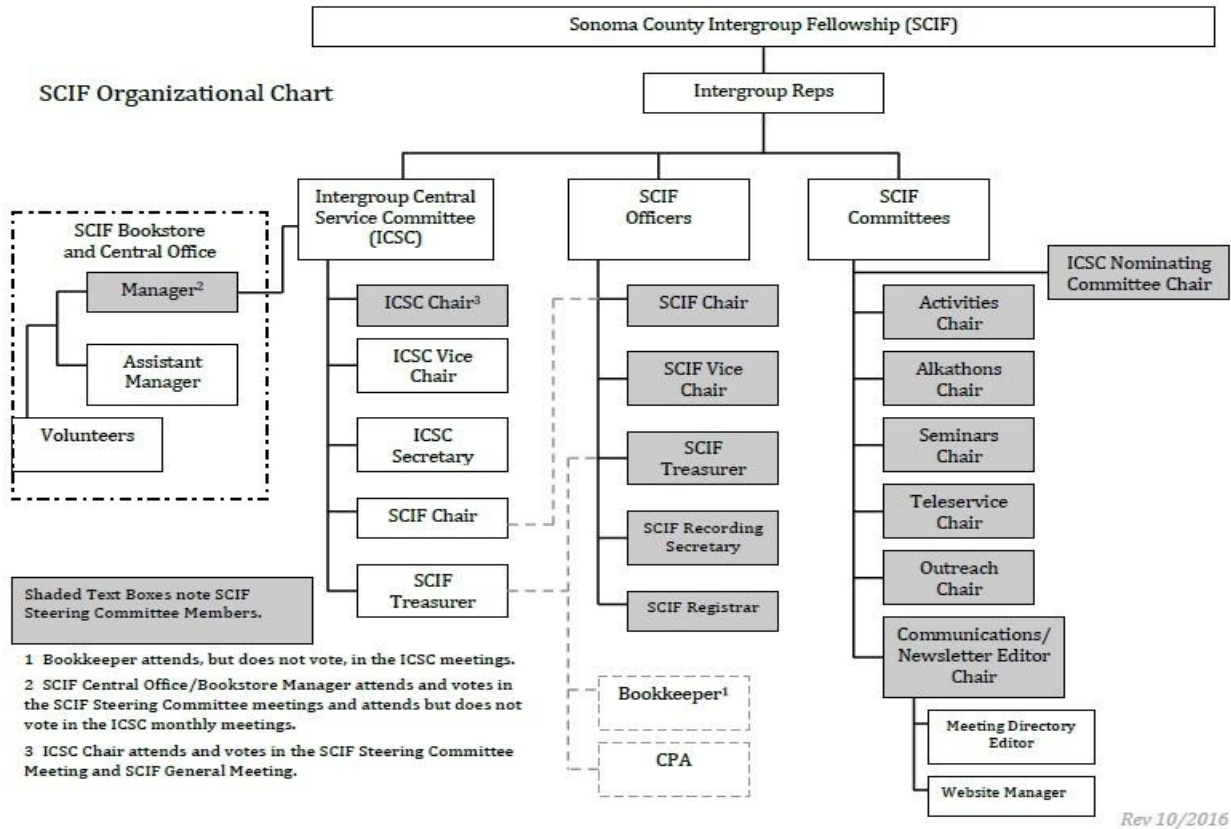 Sonoma County Intergroup Fellowship (SCIF)
SCIF Organizational Chart
Intergroup Reps
Intergroup Central
Service Committee
(ICSC)
SCIF
Officers
SCIF
Committees
SCIF Bookstore
and Central Office
Manager²
Assistant
Manager
Volunteers
ICSC Chair³
ICSC Vice
Chair
ICSC
Secretary
SCIF Chair
SCIF
Treasurer
SCIF Chair
SCIF Vice
Chair
SCIF
Treasurer
SCIF Recording
Secretary
SCIF Registrar
Bookkeeper¹
CPA
ICSC Nominating
Committee Chair
Activities
Chair
Alkathons
Chair
Seminars
Chair
Teleservice
Chair
Outreach
Chair
Communications/
Newsletter Editor
Chair
Meeting Directory
Editor
Website Manager
Shaded Text Boxes note SCIF
Steering Committee Members.
1 Bookkeeper attends, but does not vote, in the ICSC meetings.
2 SCIF Central Office/Bookstore Manager attends and votes in
the SCIF Steering Committee meetings and attends but does not
vote in the ICSC monthly meetings.
3 ICSC Chair attends and votes in the SCIF Steering Committee
Meeting and SCIF General Meeting.
Rev 10/2016